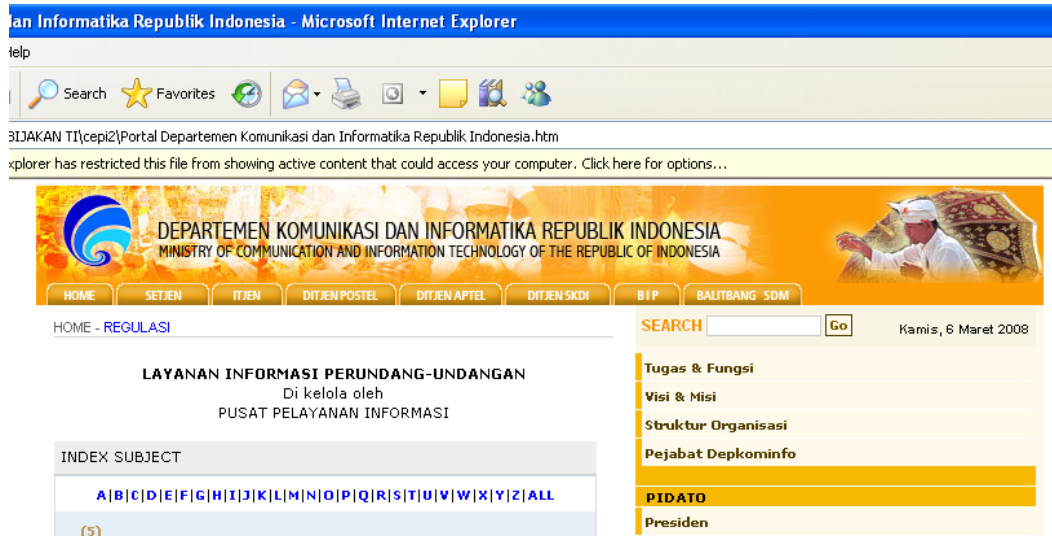 dan Informatika Republik Indonesia - Microsoft Internet Explorer
Help
Search Favorites
BIJAKAN TI\cepi2\Portal Departemen Komunikasi dan Informatika Republik Indonesia.htm
xplorer has restricted this file from showing active content that could access your computer. Click here for options...
DEPARTEMEN KOMUNIKASI DAN INFORMATIKA REPUBLIK INDONESIA
MINISTRY OF COMMUNICATION AND INFORMATION TECHNOLOGY OF THE REPUBLIC OF INDONESIA
HOME SETJEN ITJEN DITJEN POSTEL DITJEN APTEL DITJEN SKDI BIP BALITBANG SDM
HOME - REGULASI
LAYANAN INFORMASI PERUNDANG-UNDANGAN
Di kelola oleh
PUSAT PELAYANAN INFORMASI
INDEX SUBJECT
A|B|C|D|E|F|G|H|I|J|K|L|M|N|O|P|Q|R|S|T|U|V|W|X|Y|Z|ALL
(5)
SEARCH Go Kamis, 6 Maret 2008
Tugas & Fungsi
Visi & Misi
Struktur Organisasi
Pejabat Depkominfo
PIDATO
Presiden